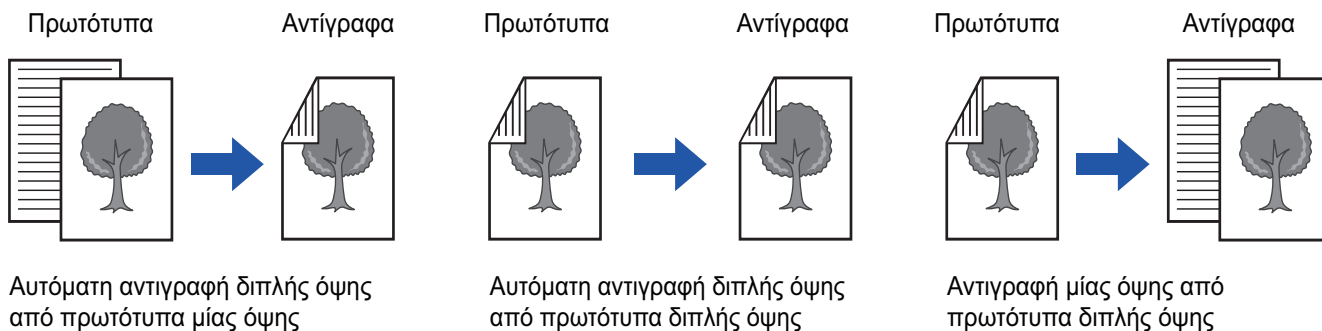 Πρωτότυπα Αντίγραφα Πρωτότυπα Αντίγραφα Πρωτότυπα Αντίγραφα
Αυτόματη αντιγραφή διπλής όψης
από πρωτότυπα μίας όψης
Αυτόματη αντιγραφή διπλής όψης
από πρωτότυπα διπλής όψης
Αντιγραφή μίας όψης από
πρωτότυπα διπλής όψης